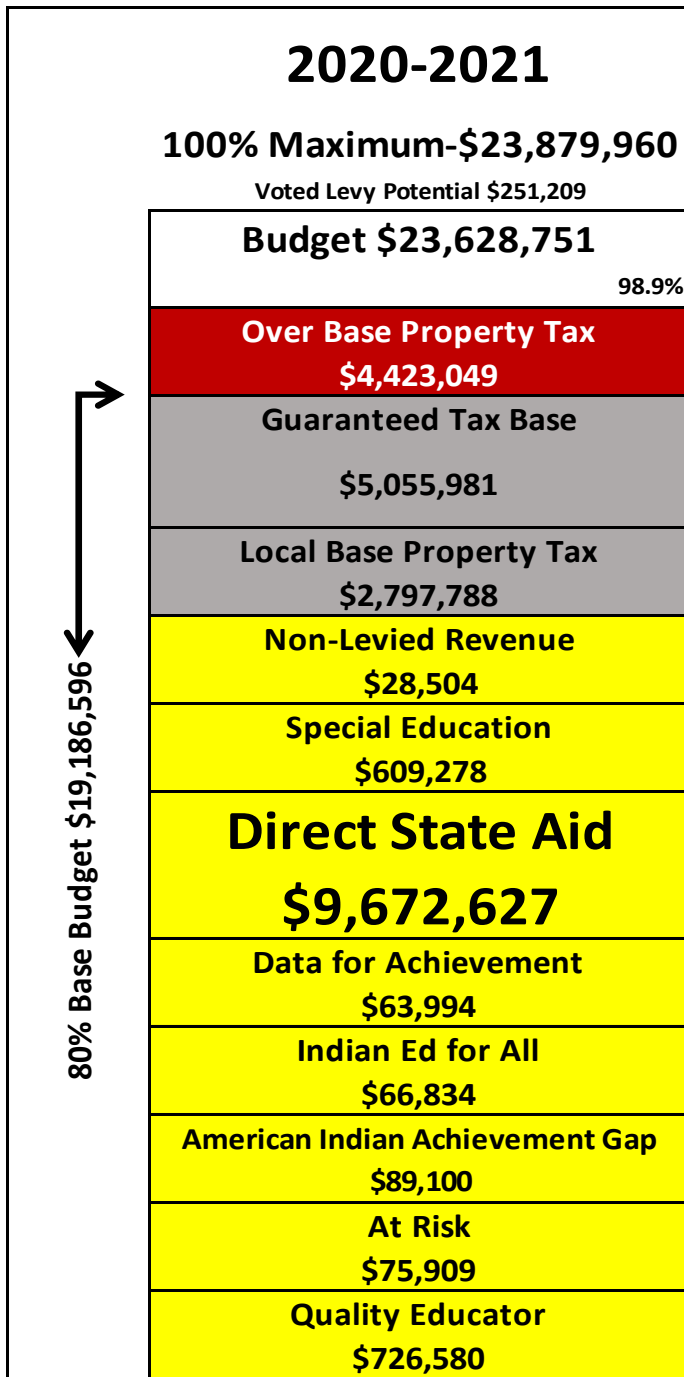 2020-2021
100% Maximum-$23,879,960
Voted Levy Potential $251,209
Budget $23,628,751
98.9%
Over Base Property Tax
$4,423,049
Guaranteed Tax Base
$5,055,981
Local Base Property Tax
$2,797,788
Non-Levied Revenue
$28,504
Special Education
$609,278
Direct State Aid
$9,672,627
Data for Achievement
$63,994
Indian Ed for All
$66,834
American Indian Achievement Gap
$89,100
At Risk
$75,909
Quality Educator
$726,580
80% Base Budget $19,186,596